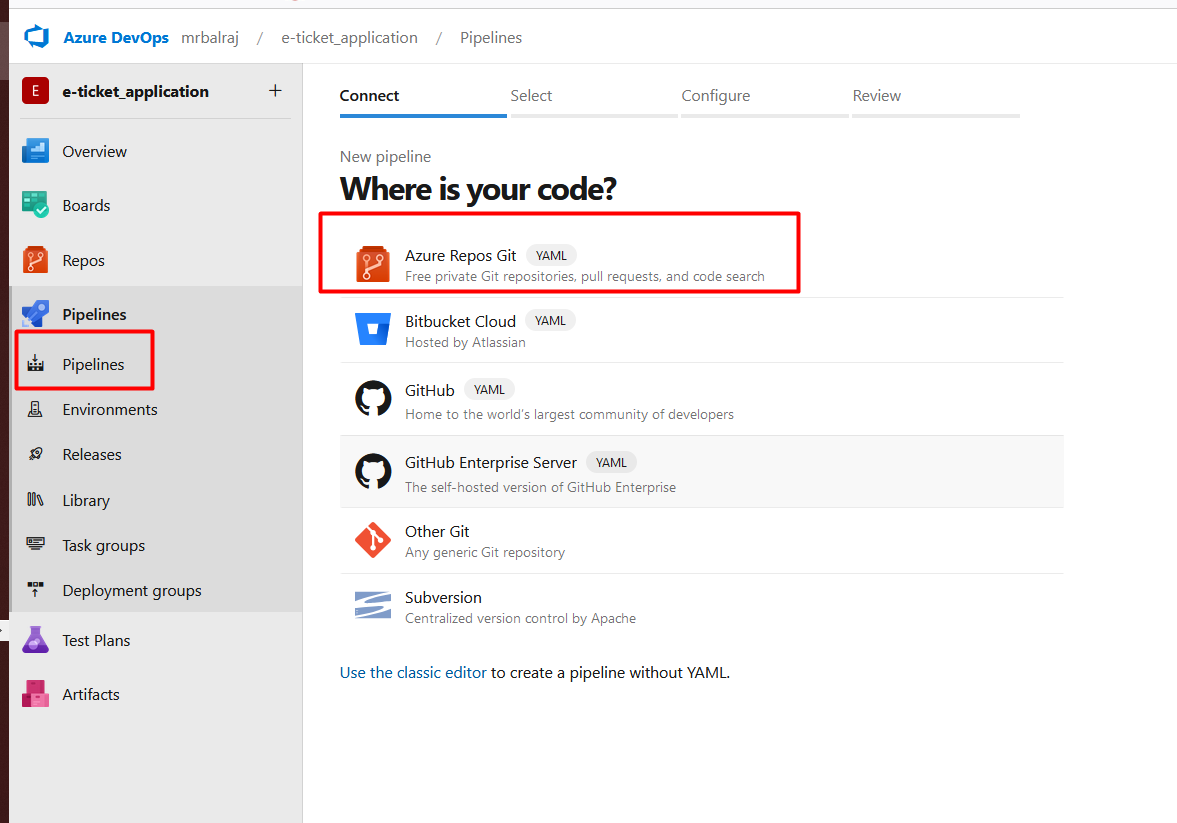 Azure DevOps mrbalraj / e-ticket_application / Pipelines
E e-ticket_application +
Overview
Boards
Repos
Pipelines
Pipelines
Environments
Releases
Library
Task groups
Deployment groups
Test Plans
Artifacts
Connect Select Configure Review
New pipeline
Where is your code?
Azure Repos Git YAML
Free private Git repositories, pull requests, and code search
Bitbucket Cloud YAML
Hosted by Atlassian
GitHub YAML
Home to the world's largest community of developers
GitHub Enterprise Server YAML
The self-hosted version of GitHub Enterprise
Other Git
Any generic Git repository
Subversion
Centralized version control by Apache
Use the classic editor to create a pipeline without YAML.